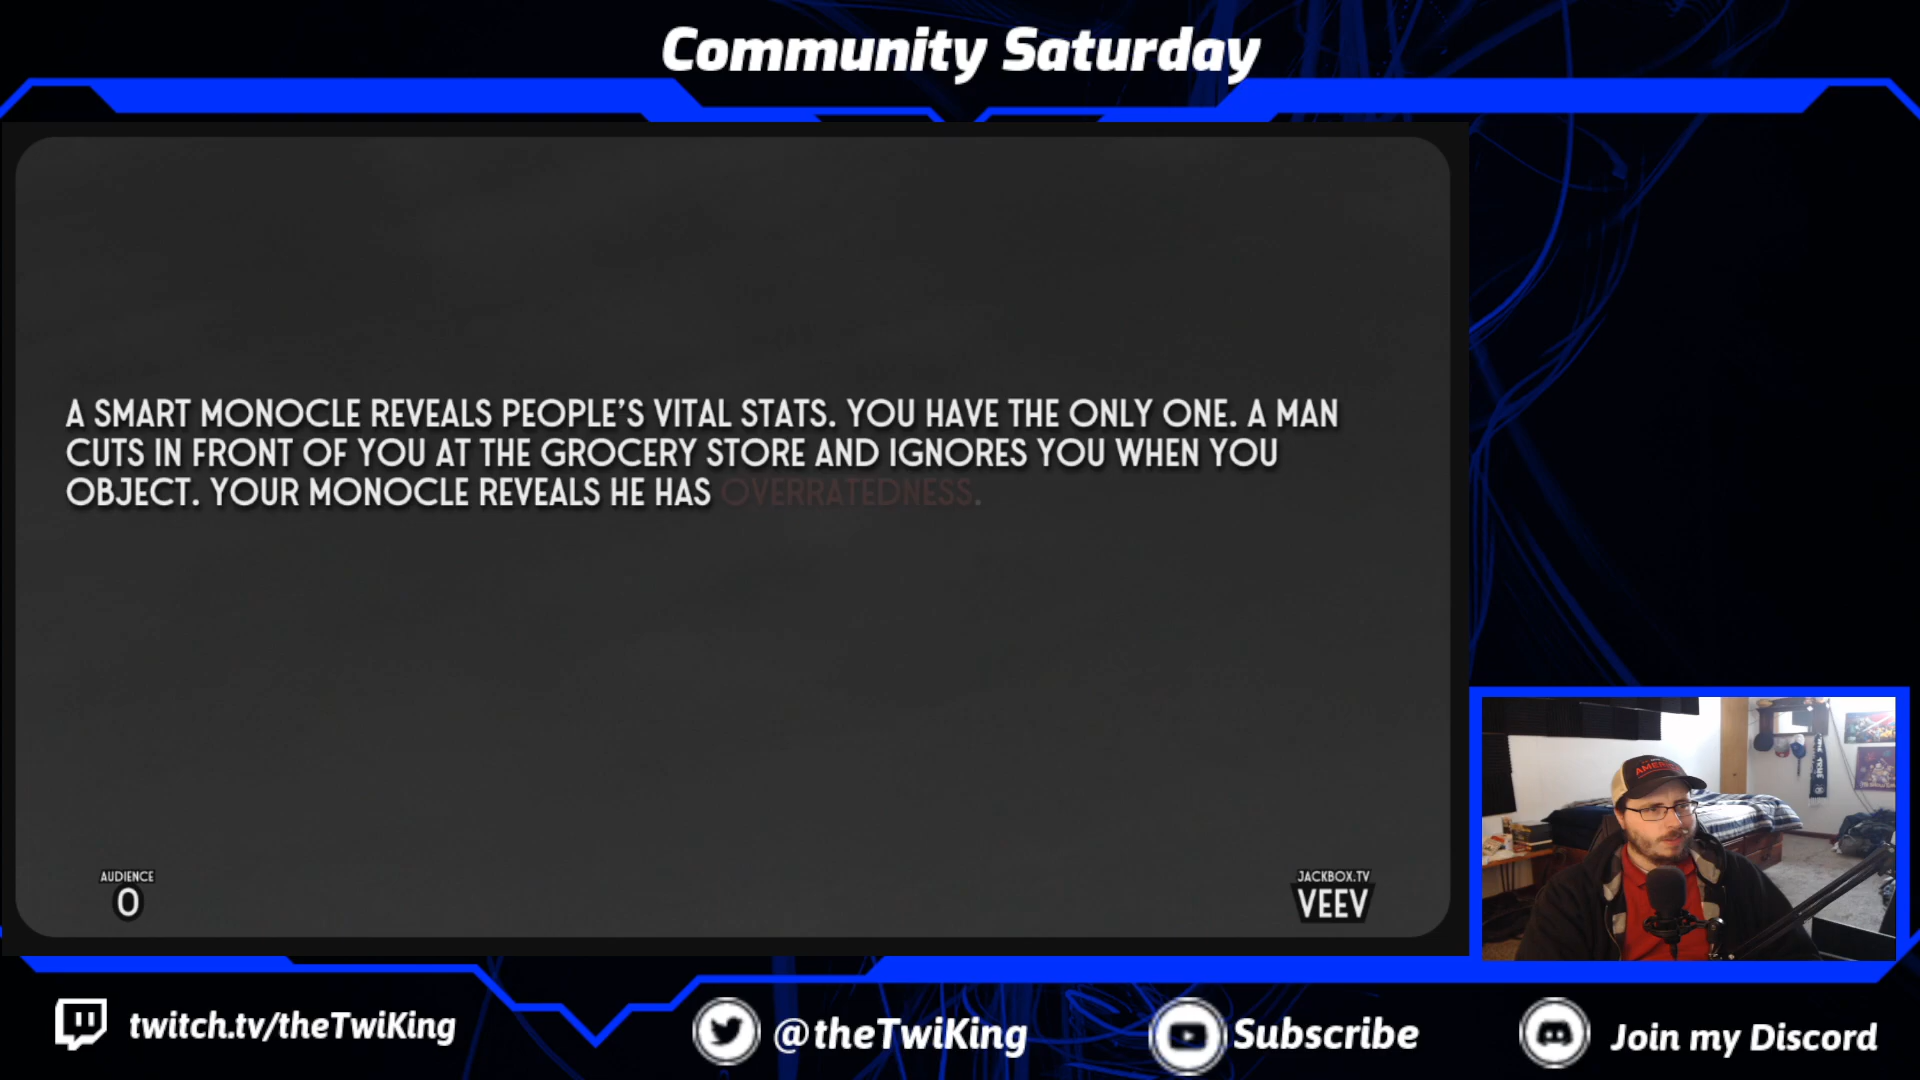 Community Saturday
A SMART MONOCLE REVEALS PEOPLE'S VITAL STATS. YOU HAVE THE ONLY ONE. A MAN
CUTS IN FRONT OF YOU AT THE GROCERY STORE AND IGNORES YOU WHEN YOU
OBJECT. YOUR MONOCLE REVEALS HE HAS OVERRATEDNESS.
AUDIENCE
0
JACKBOX.TV
VEEV
twitch.tv/theTwiKing
@theTwiKing
Subscribe
Join my Discord